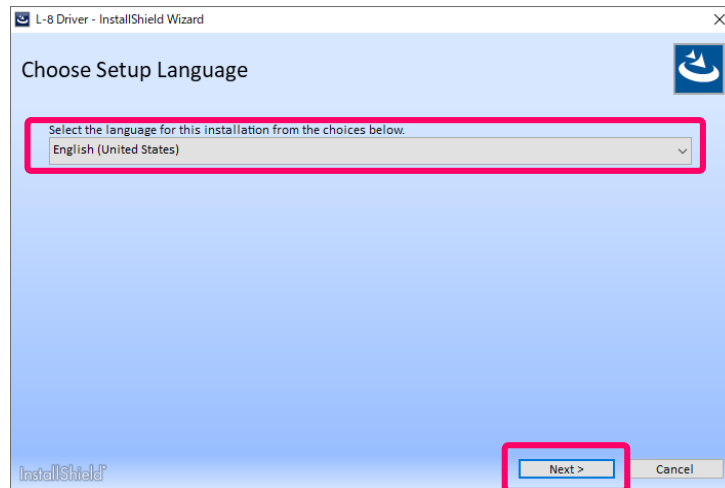 L-8 Driver - InstallShield Wizard
Choose Setup Language
Select the language for this installation from the choices below.
English (United States)
InstallShield
Next >
Cancel